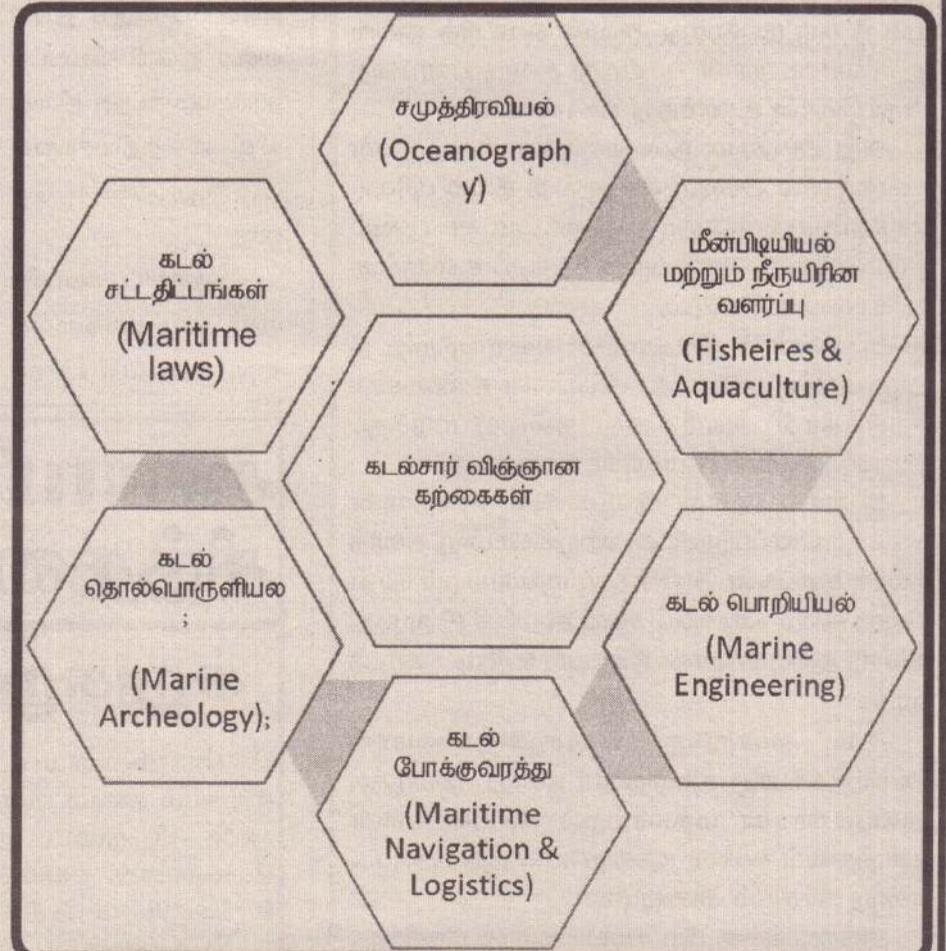 சமுத்திரவியல்
(Oceanograph
y)
மீன்பிடியியல்
மற்றும் நீருயிரின
வளர்ப்பு
(Fisheires &
Aquaculture)
கடல் பொறியியல்
(Marine
Engineering)
கடல்
போக்குவரத்து
(Maritime
Navigation &
Logistics)
கடல்
தொல்பொருளியல
;
(Marine
Archeology);
கடல்
சட்டதிட்டங்கள்
(Maritime
laws)
கடல்சார் விஞ்ஞான
கற்கைகள்